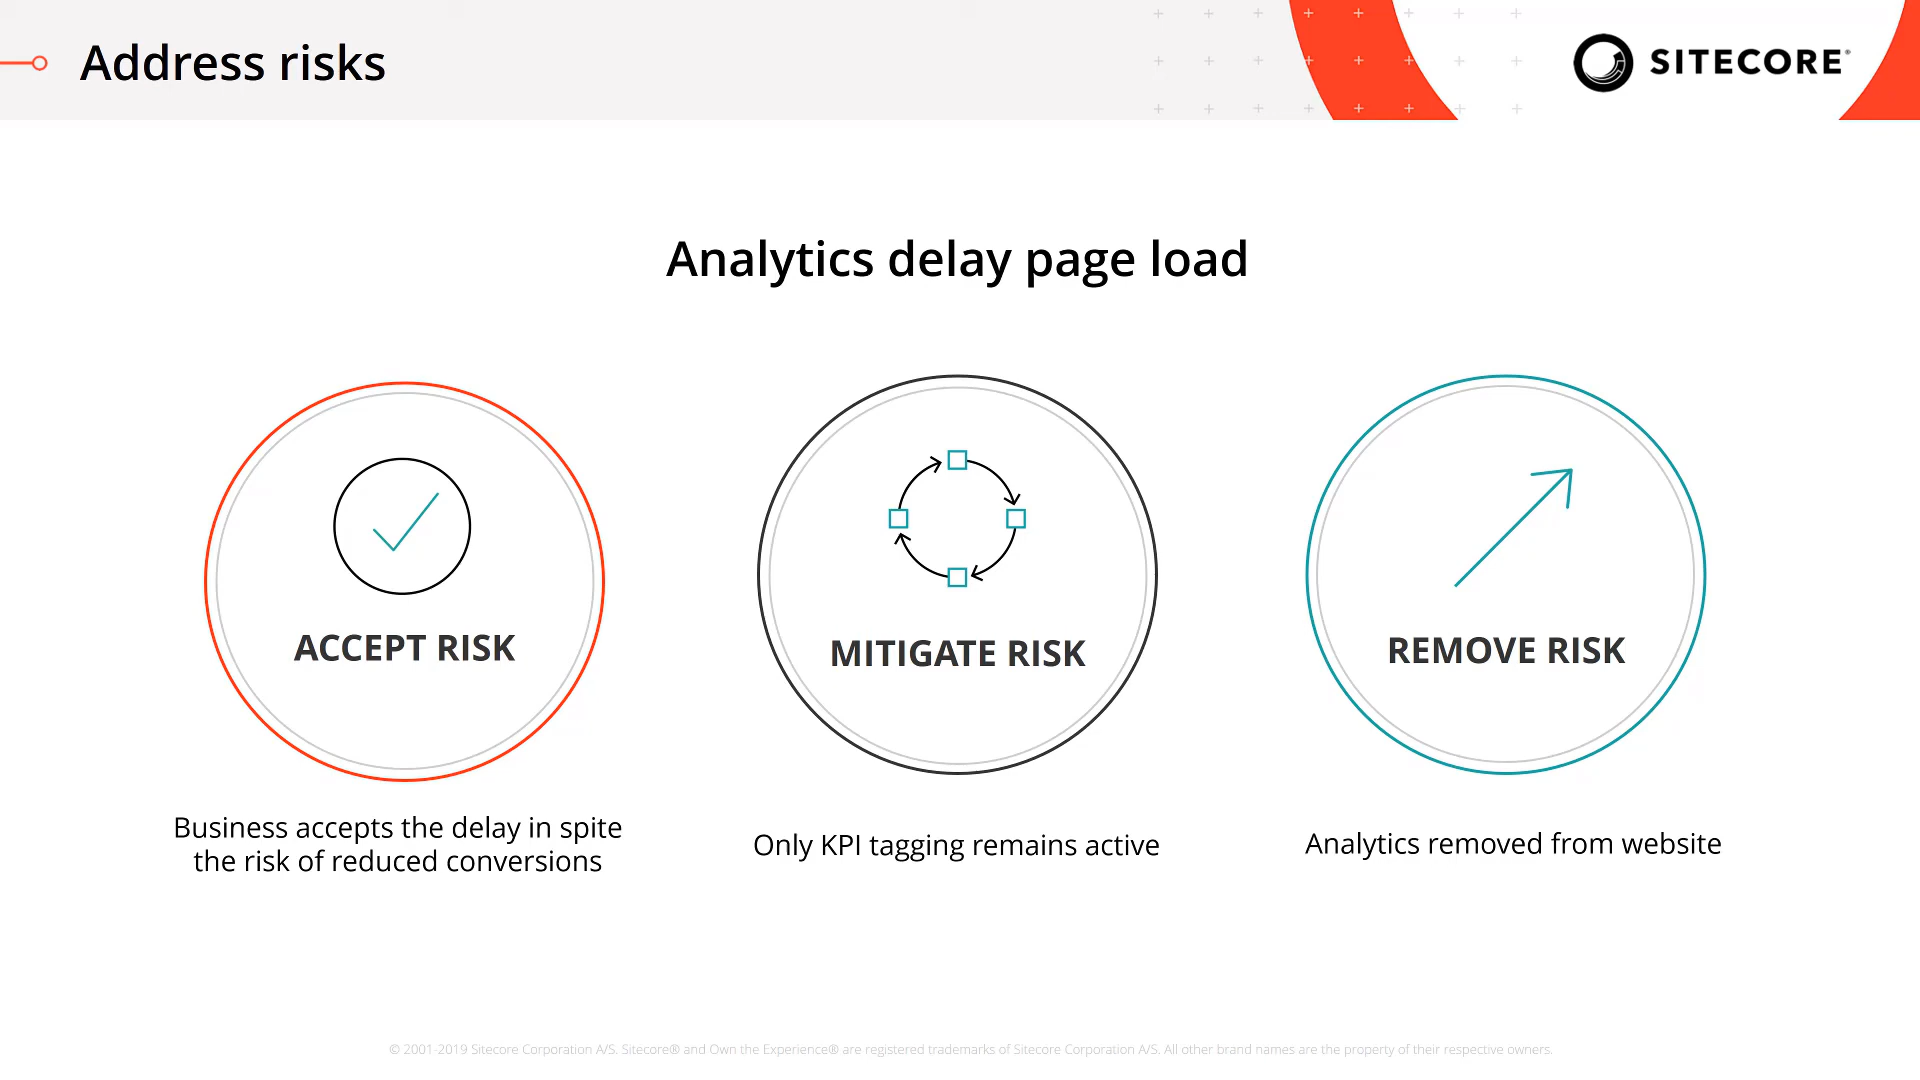 Address risks
SITECORE®
Analytics delay page load
ACCEPT RISK
MITIGATE RISK
REMOVE RISK
Business accepts the delay in spite
the risk of reduced conversions
Only KPI tagging remains active
Analytics removed from website
© 2001-2019 Sitecore Corporation A/S. Sitecore® and Own the Experience® are registered trademarks of Sitecore Corporation A/S. All other brand names are the property of their respective owners.